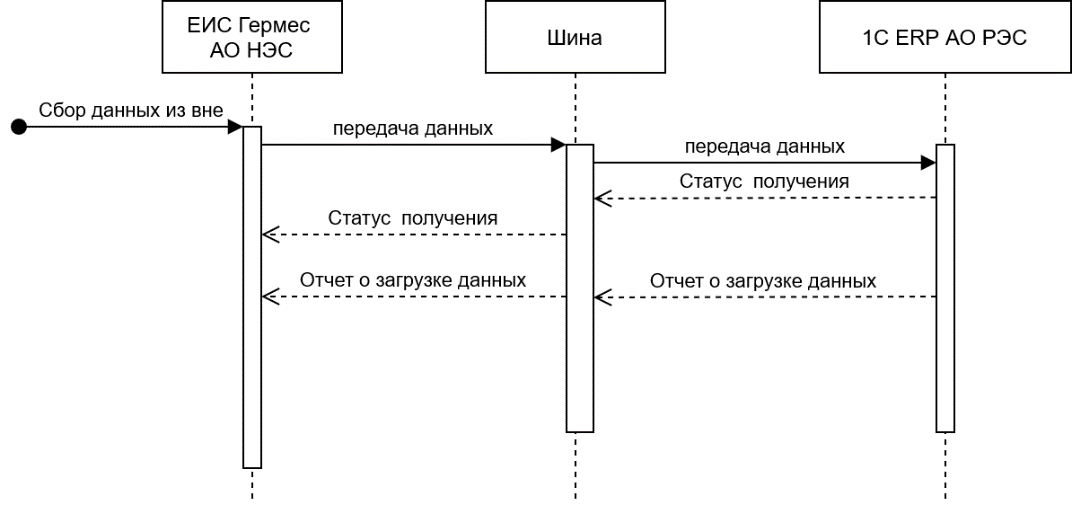 ЕИС Гермес
АО НЭС
Шина
1С ERP АО РЭС
Сбор данных из вне
передача данных
передача данных
Статус получения
Статус получения
Отчет о загрузке данных
Отчет о загрузке данных